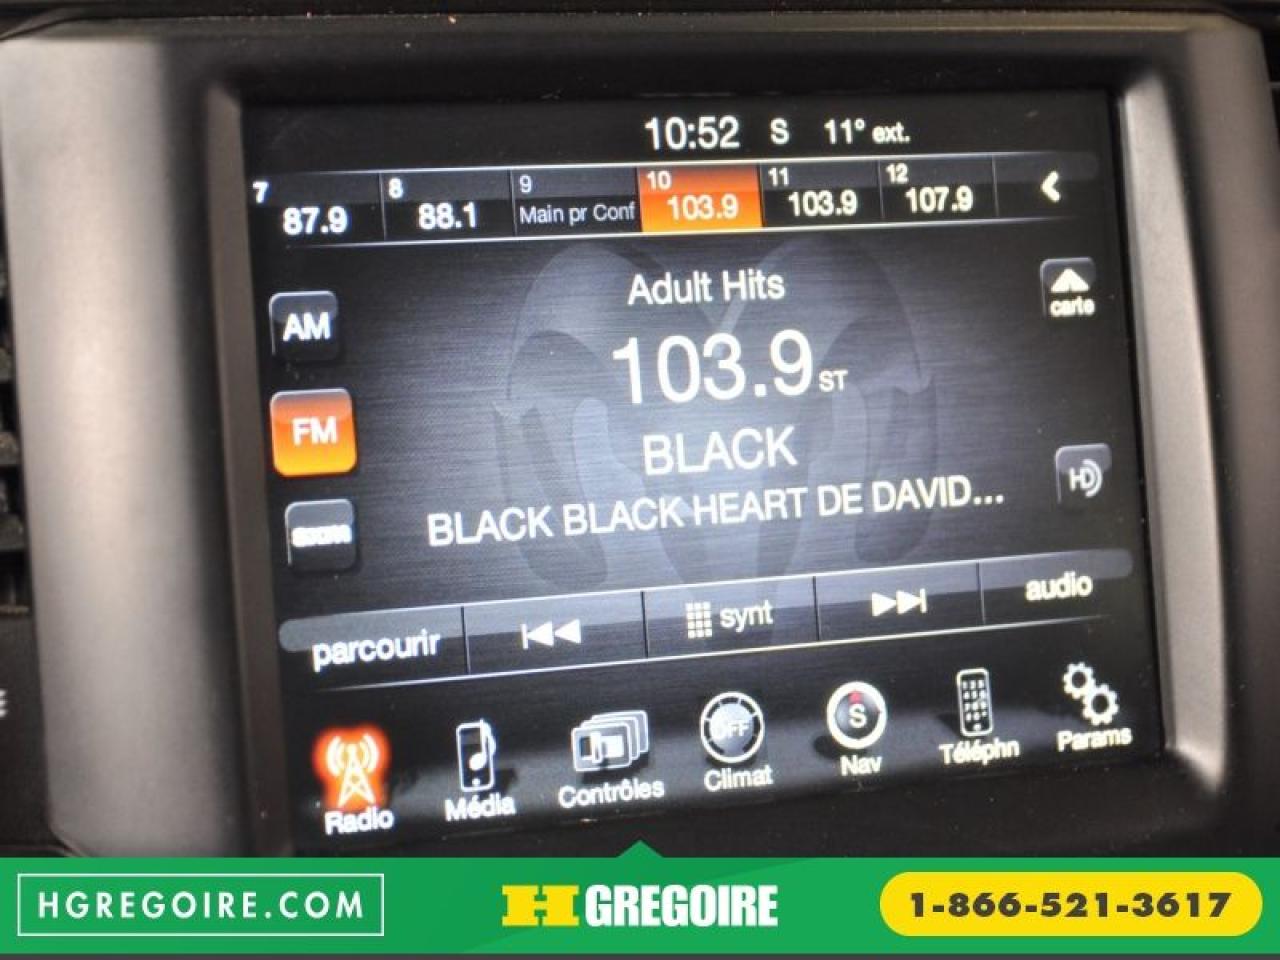 10:52 S 11° ext.
7 8 9 10 11 12
87.9 88.1 Main pr Conf 103.9 103.9 107.9
Adult Hits
carte
AM
103.9 ST
FM
BLACK
HD
BLACK BLACK HEART DE DAVID...
parcourir synt audio
Radio Média Contrôles OFF Climat S Nav Téléphn Params
HGREGOIRE.COM H GREGOIRE 1-866-521-3617